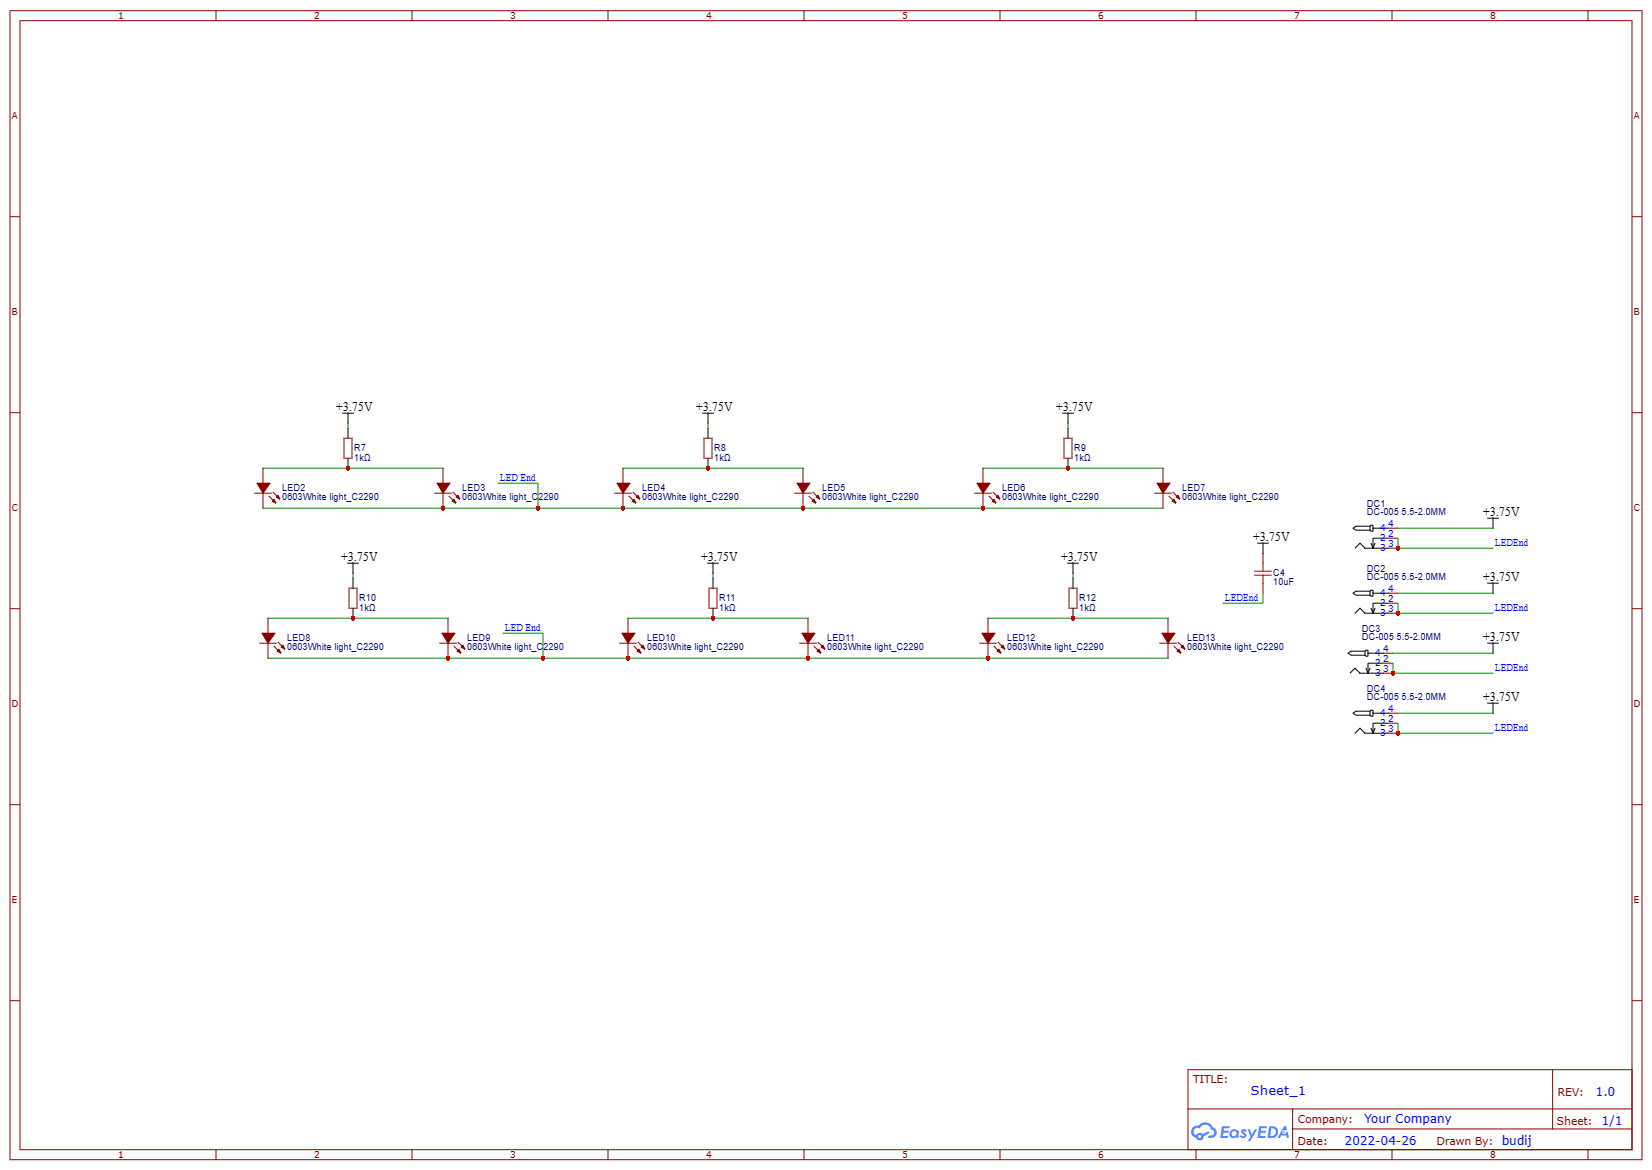 1 2 3 4 5 6 7 8
A A
B B
+3.75V +3.75V +3.75V
R7 R8 R9
1kΩ 1kΩ 1kΩ
LED End
LED2 LED3 LED4 LED5 LED6 LED7
0603White light_C2290 0603White light_C2290 0603White light_C2290 0603White light_C2290 0603White light_C2290 0603White light_C2290
C C
DC1
DC-005 5.5-2.0MM +3.75V
4 4
2 2
3 3 LEDEnd
+3.75V
C4
10uF
LEDEnd
DC2
DC-005 5.5-2.0MM +3.75V
4 4
2 2
3 3 LEDEnd
+3.75V +3.75V +3.75V
R10 R11 R12
1kΩ 1kΩ 1kΩ
LED End
LED8 LED9 LED10 LED11 LED12 LED13
0603White light_C2290 0603White light_C2290 0603White light_C2290 0603White light_C2290 0603White light_C2290 0603White light_C2290
DC3
DC-005 5.5-2.0MM +3.75V
4 4
2 2
3 3 LEDEnd
DC4
DC-005 5.5-2.0MM +3.75V
4 4
2 2
3 3 LEDEnd
D D
E E
TITLE:
Sheet_1
REV: 1.0
EasyEDA
Company: Your Company
Sheet: 1/1
Date: 2022-04-26 Drawn By: budij
1 2 3 4 5 6 7 8